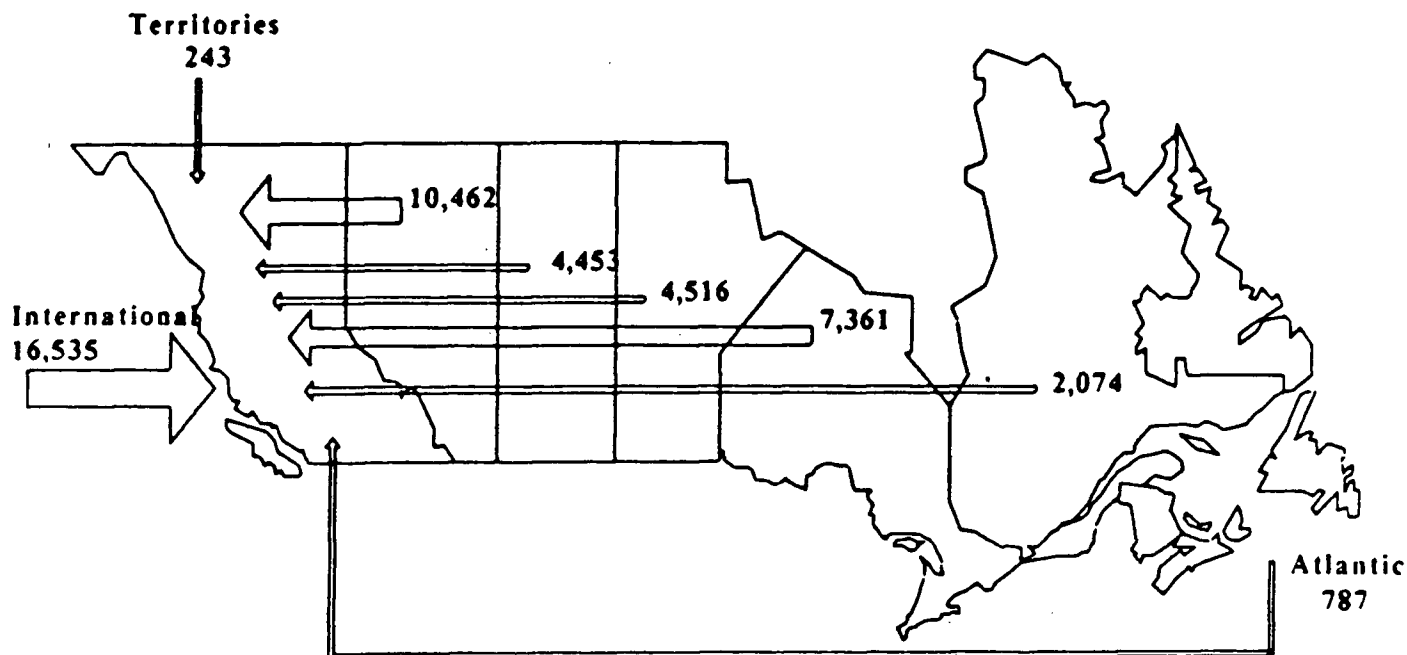 Territories
243
10,462
4,453
4,516
International
7,361
16,535
2,074
Atlantic
787